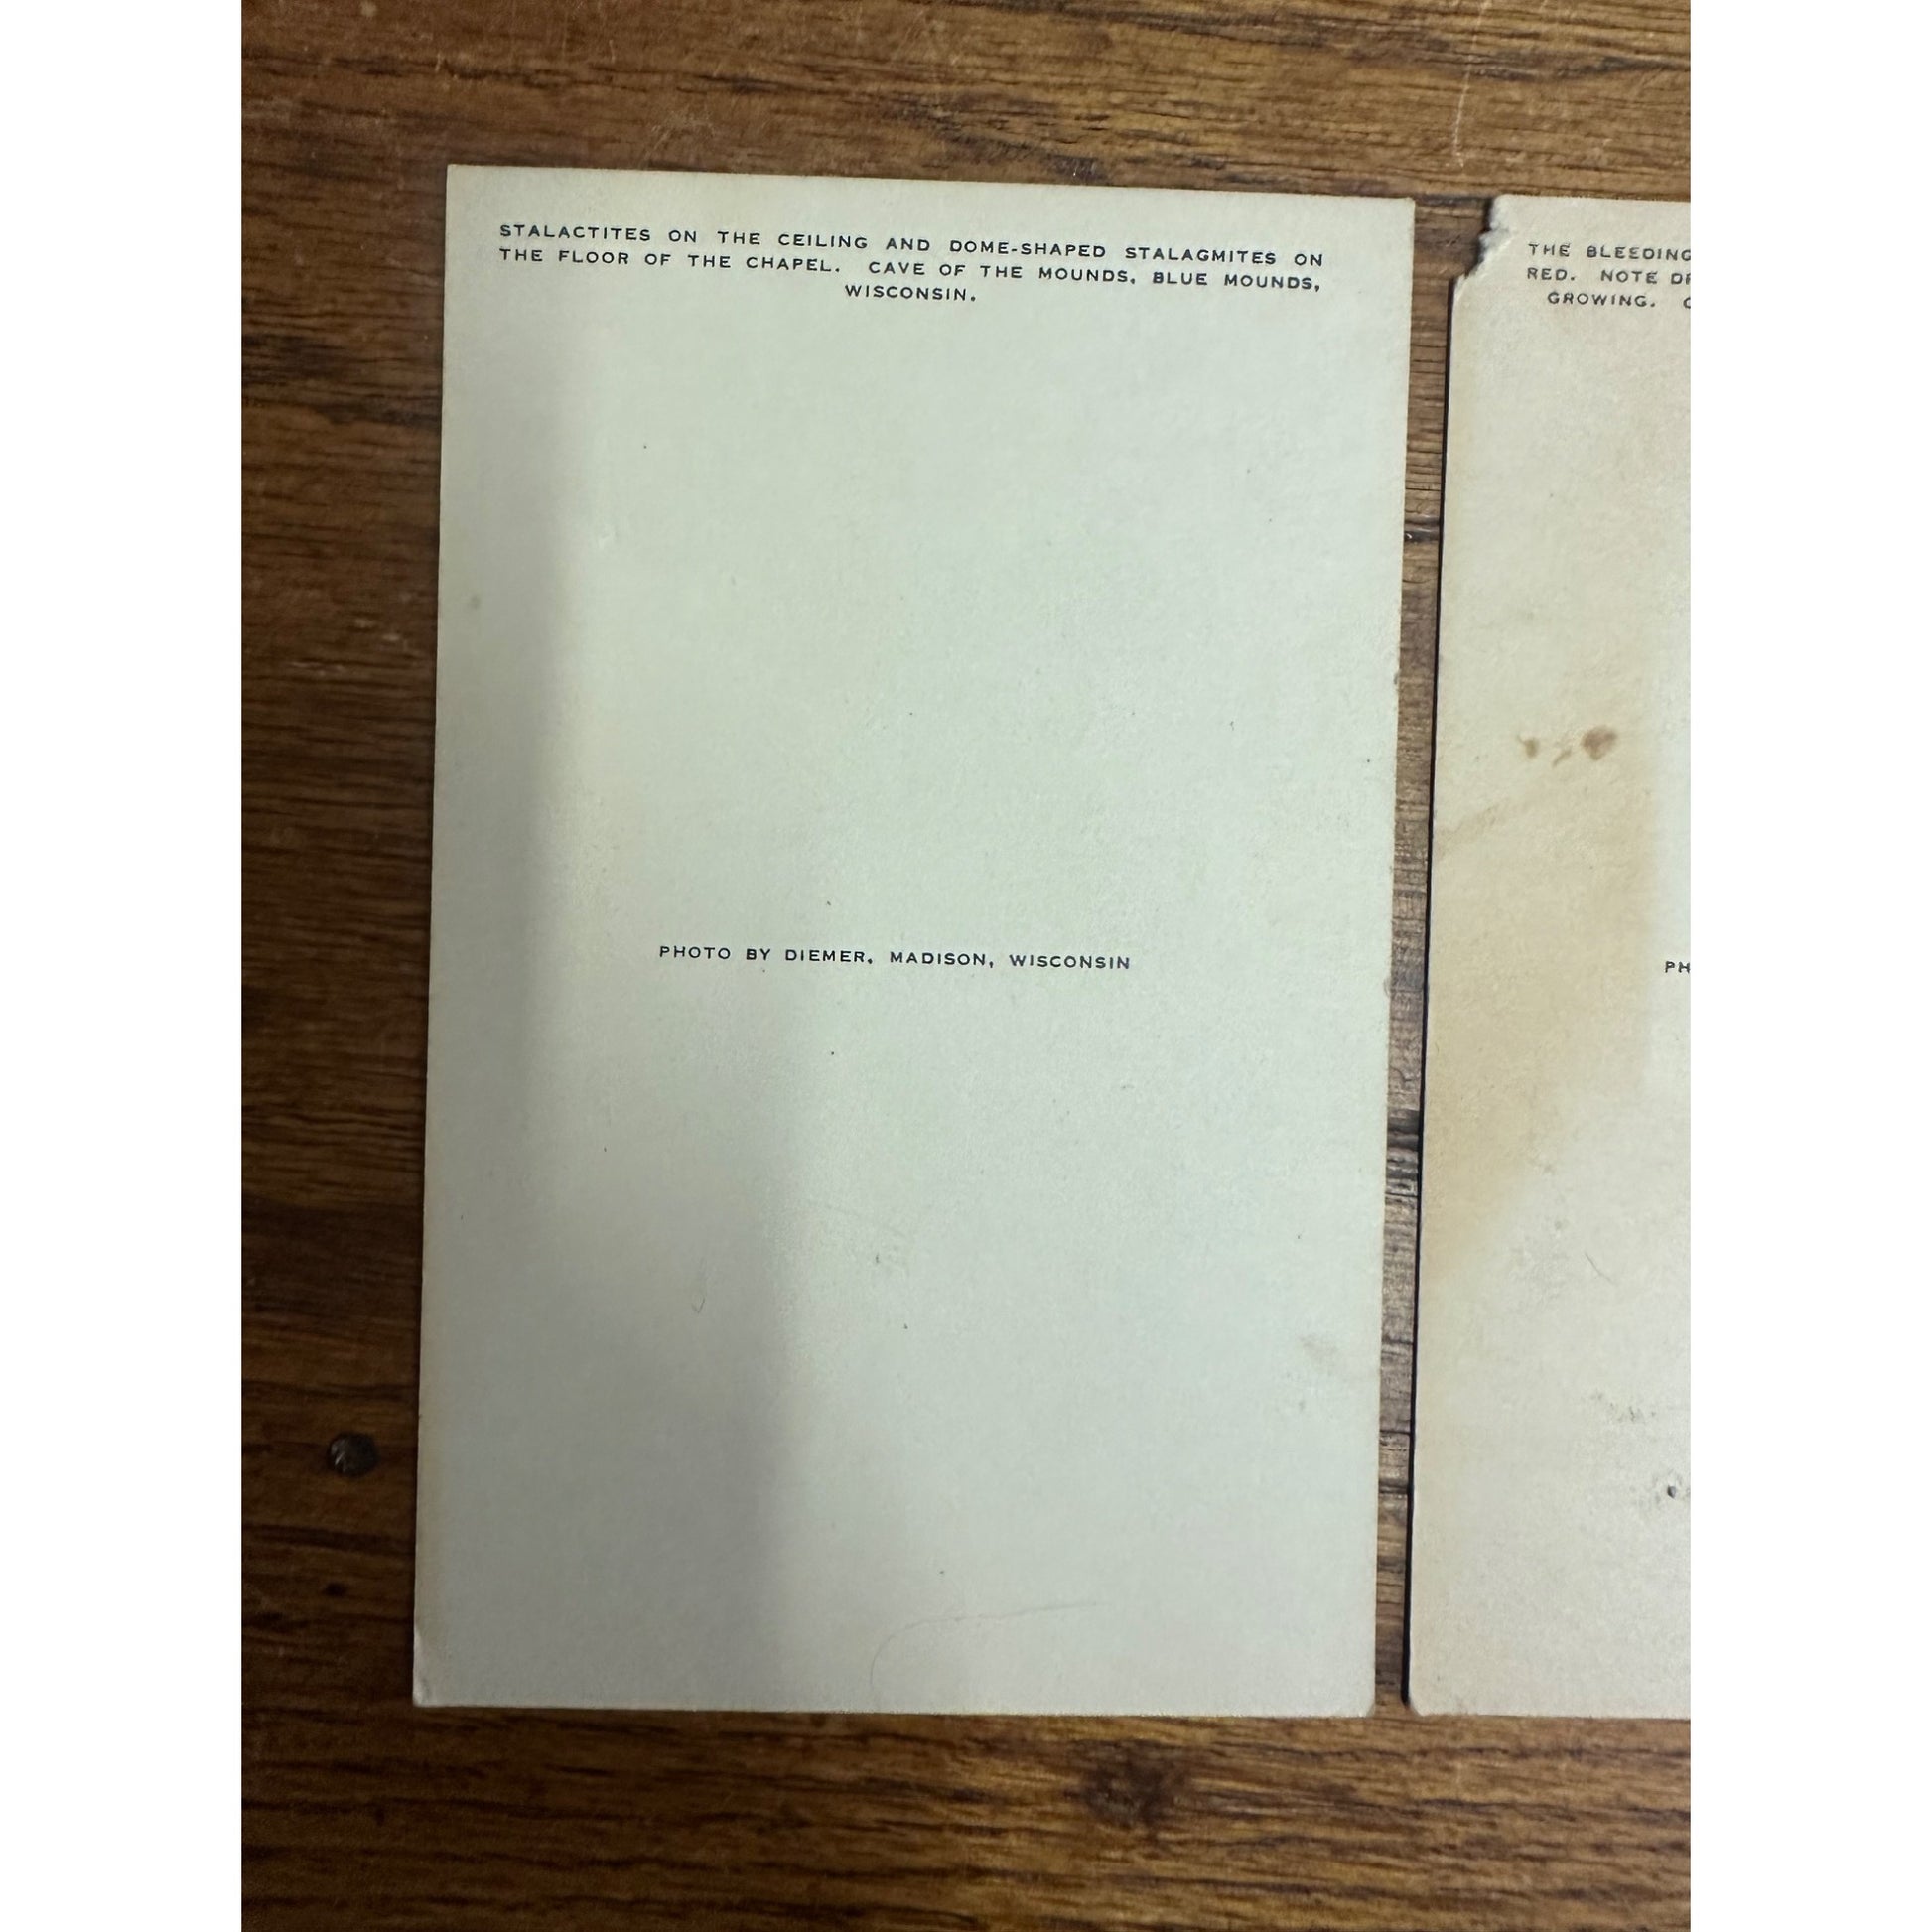 STALACTITES ON THE CEILING AND DOME-SHAPED STALAGMITES ON
THE FLOOR OF THE CHAPEL. CAVE OF THE MOUNDS, BLUE MOUNDS,
WISCONSIN.
PHOTO BY DIEMER, MADISON, WISCONSIN
THE BLEEDING
RED. NOTE
GROWING.